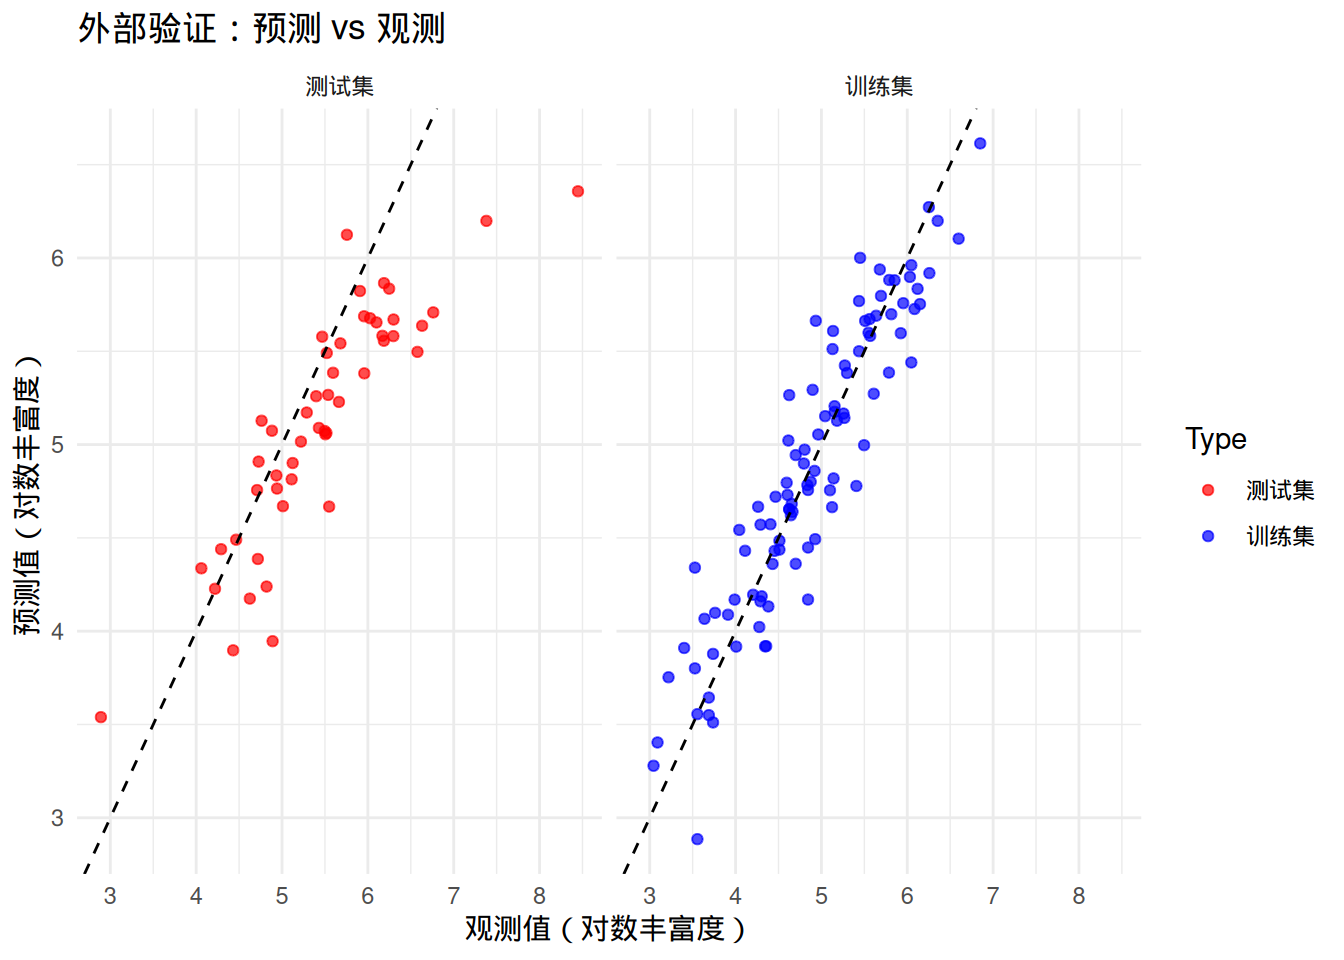 外部验证：预测 vs 观测
测试集
训练集
6
5
4
3
预测值（对数丰富度）
3 4 5 6 7 8
3 4 5 6 7 8
观测值（对数丰富度）
Type
测试集
训练集